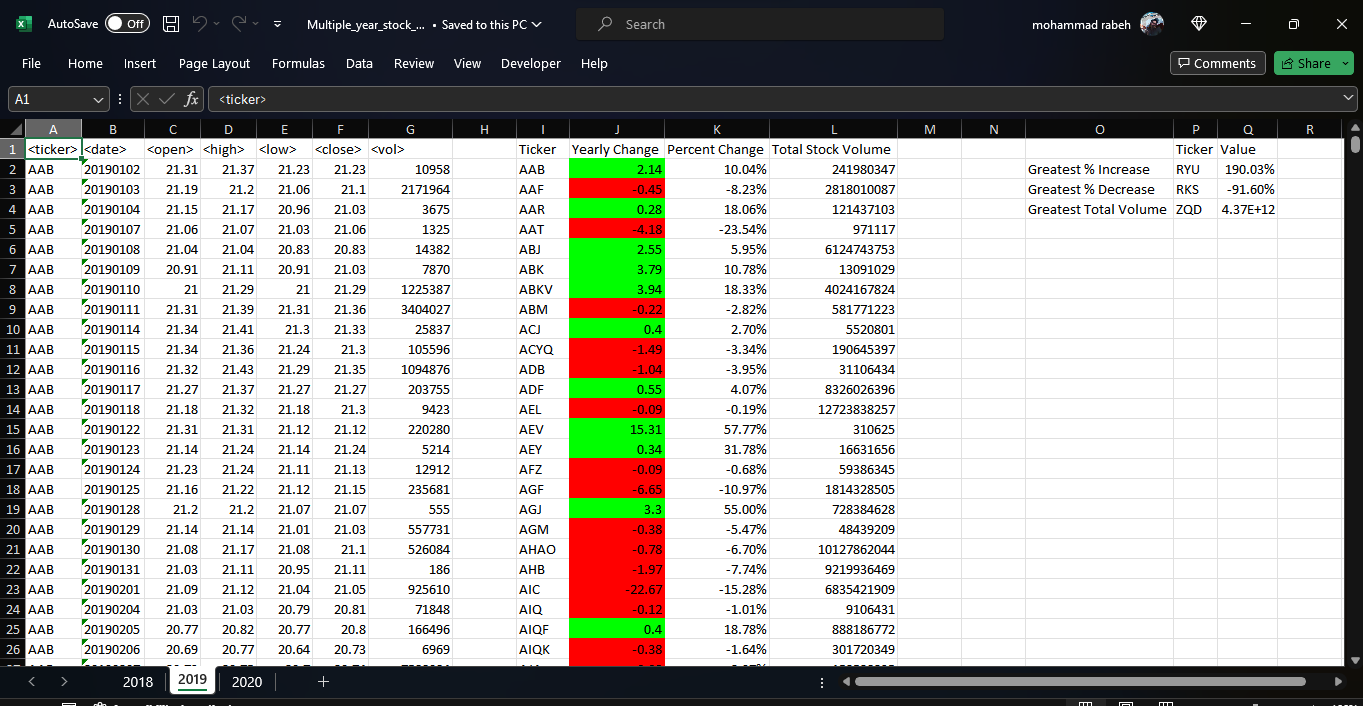 AutoSave Off Multiple_year_stock_... • Saved to this PC Search mohammad rabeh
File Home Insert Page Layout Formulas Data Review View Developer Help Comments Share
A1 fx <ticker>
A B C D E F G H I J K L M N O P Q R
1 <ticker> <date> <open> <high> <low> <close> <vol> Ticker Yearly Change Percent Change Total Stock Volume Ticker Value
2 AAB 20190102 21.31 21.37 21.23 21.23 10958 AAB 2.14 10.04% 241980347 Greatest % Increase RYU 190.03%
3 AAB 20190103 21.19 21.2 21.06 21.1 2171964 AAF -0.45 -8.23% 2818010087 Greatest % Decrease RKS -91.60%
4 AAB 20190104 21.15 21.17 20.96 21.03 3675 AAR 0.28 18.06% 121437103 Greatest Total Volume ZQD 4.37E+12
5 AAB 20190107 21.06 21.07 21.03 21.06 1325 AAT -4.18 -23.54% 971117
6 AAB 20190108 21.04 21.04 20.83 20.83 14382 ABJ 2.55 5.95% 6124743753
7 AAB 20190109 20.91 21.11 20.91 21.03 7870 ABK 3.79 10.78% 13091029
8 AAB 20190110 21 21.29 21 21.29 1225387 ABKV 3.94 18.33% 4024167824
9 AAB 20190111 21.31 21.39 21.31 21.36 3404027 ABM -0.22 -2.82% 581771223
10 AAB 20190114 21.34 21.41 21.3 21.33 25837 ACJ 0.4 2.70% 5520801
11 AAB 20190115 21.34 21.36 21.24 21.3 105596 ACYQ -1.49 -3.34% 190645397
12 AAB 20190116 21.32 21.43 21.29 21.35 1094876 ADB -1.04 -3.95% 31106434
13 AAB 20190117 21.27 21.37 21.27 21.27 203755 ADF 0.55 4.07% 8326026396
14 AAB 20190118 21.18 21.32 21.18 21.3 9423 AEL -0.09 -0.19% 12723838257
15 AAB 20190122 21.31 21.31 21.12 21.12 220280 AEV 15.31 57.77% 310625
16 AAB 20190123 21.14 21.24 21.14 21.24 5214 AEY 0.34 31.78% 16631656
17 AAB 20190124 21.23 21.24 21.11 21.13 12912 AFZ -0.09 -0.68% 59386345
18 AAB 20190125 21.16 21.22 21.12 21.15 235681 AGF -6.65 -10.97% 1814328505
19 AAB 20190128 21.2 21.2 21.07 21.07 555 AGJ 3.3 55.00% 728384628
20 AAB 20190129 21.14 21.14 21.01 21.03 557731 AGM -0.38 -5.47% 48439209
21 AAB 20190130 21.08 21.17 21.08 21.1 526084 AHAO -0.78 -6.70% 10127862044
22 AAB 20190131 21.03 21.11 20.95 21.11 186 AHB -1.97 -7.74% 9219936469
23 AAB 20190201 21.09 21.12 21.04 21.05 925610 AIC -22.67 -15.28% 6835421909
24 AAB 20190204 21.03 21.03 20.79 20.81 71848 AIQ -0.12 -1.01% 9106431
25 AAB 20190205 20.77 20.82 20.77 20.8 166496 AIQF 0.4 18.78% 888186772
26 AAB 20190206 20.69 20.77 20.64 20.73 6969 AIQK -0.38 -1.64% 301720349
2018 2019 2020